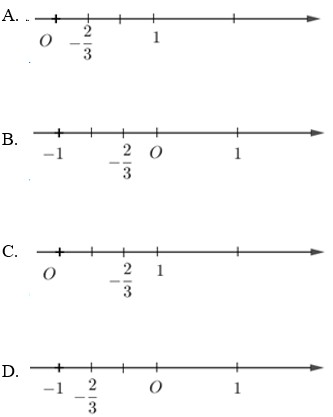 A.
O -2/3 1
B.
-1 -2/3 O 1
C.
O -2/3 1
D.
-1 -2/3 O 1